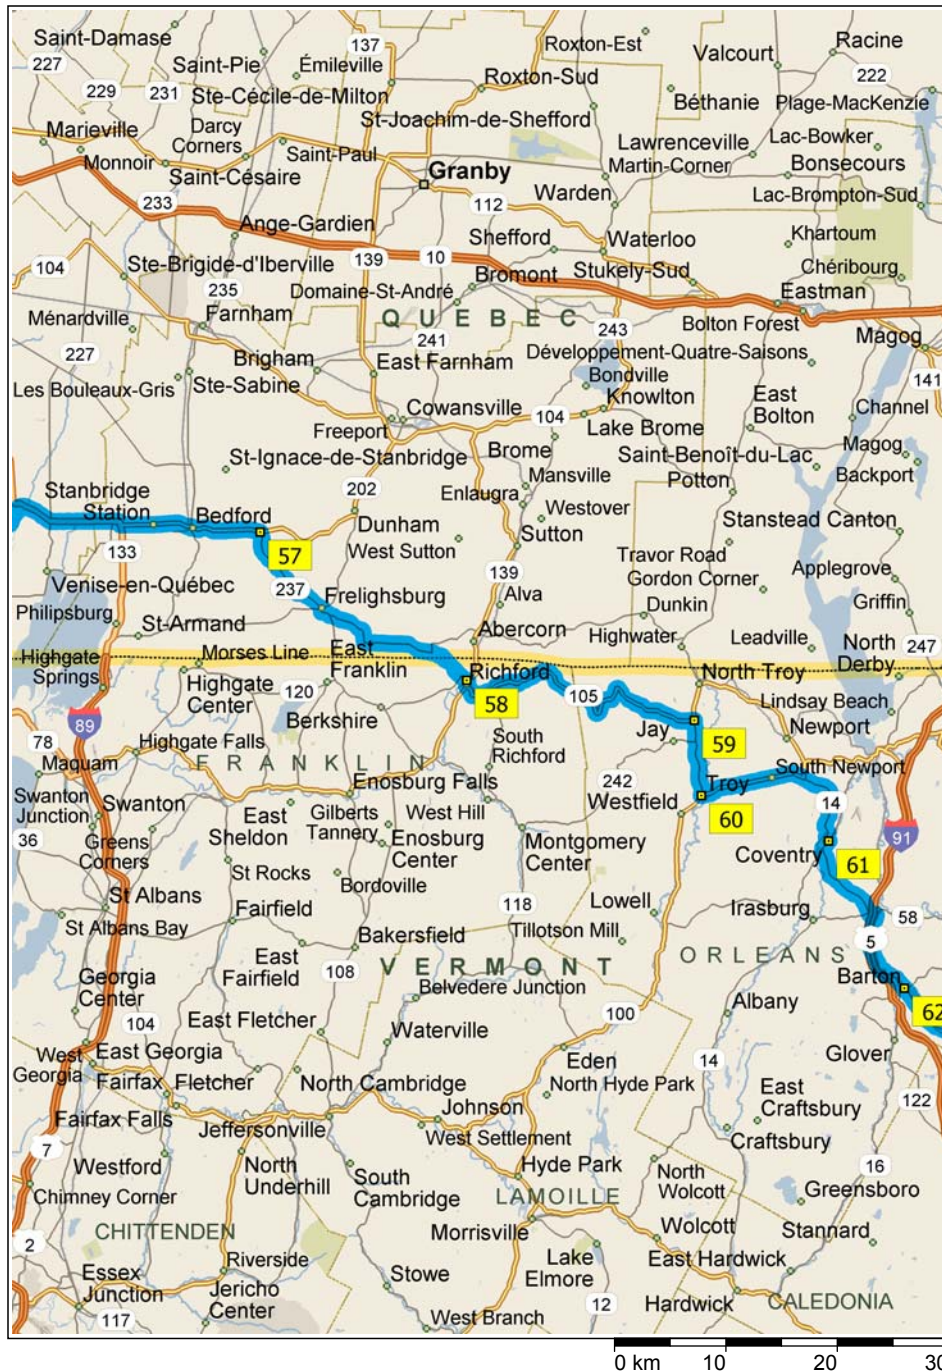 Saint-Damase
137
Roxton-Est
Racine
227
Saint-Pie
Émileville
Valcourt
222
229
231
Ste-Cécile-de-Milton
Roxton-Sud
Béthanie
Plage-MacKenzie
Marieville
Darcy
Corners
St-Joachim-de-Shefford
Lawrenceville
Lac-Bowker
Monnoir
Saint-Paul
Martin-Corner
Bonsecours
Saint-Césaire
Granby
Warden
Lac-Brompton-Sud
233
112
Ange-Gardien
Shefford
Waterloo
Khartoum
104
Ste-Brigide-d'Iberville
139
10
Bromont
Stukely-Sud
Chéribourg
235
Domaine-St-André
Eastman
Ménardville
Farnham
QUEBEC
243
Bolton Forest
Magog
227
Brigham
241
East Farnham
Développement-Quatre-Saisons
Les Bouleaux-Gris
Ste-Sabine
Bondville
141
Knowlton
East
Bolton
Channel
Cowansville
104
Freeport
Lake Brome
St-Ignace-de-Stanbridge
Brome
Saint-Benoît-du-Lac
Magog
Mansville
Potton
Backport
Stanbridge
Station
202
Enlaugra
Westover
Bedford
Dunham
Stanstead Canton
57
West Sutton
Sutton
133
Travor Road
Venise-en-Québec
237
139
Gordon Corner
Applegrove
Philipsburg
Frelighsburg
Alva
Dunkin
Griffin
St-Armand
Abercorn
Highwater
Leadville
North
Derby
247
Highgate
Springs
Morses Line
East
Franklin
Richford
North Troy
Highgate
Center
120
58
105
Lindsay Beach
89
Berkshire
Newport
78
Highgate Falls
South
Richford
Jay
59
Maquam
FRANKLIN
South Newport
Swanton
Junction
Swanton
Enosburg Falls
242
Troy
East
Sheldon
Gilberts
Tannery
West Hill
Westfield
60
14
36
Greens
Corners
Enosburg
Center
Montgomery
Center
Coventry
91
61
St Rocks
Bordoville
St Albans
118
Lowell
Irasburg
58
St Albans Bay
Fairfield
Tillotson Mill
5
East
Fairfield
Bakersfield
ORLEANS
Georgia
Center
108
VERMONT
Barton
Belvedere Junction
62
104
East Fletcher
Waterville
100
Albany
West
Georgia
East Georgia
Eden
14
Glover
Fairfax
Fletcher
North Cambridge
North Hyde Park
East
Craftsbury
122
Fairfax Falls
Jeffersonville
Johnson
7
West Settlement
Craftsbury
Westford
North
Underhill
Hyde Park
16
Chimney Corner
South
Cambridge
North
Wolcott
LAMOILLE
Greensboro
CHITTENDEN
Morrisville
Wolcott
Stannard
2
Riverside
Lake
Elmore
East Hardwick
Essex
Junction
Stowe
Jericho
Center
12
Hardwick
CALEDONIA
117
West Branch
0 km 10 20 30